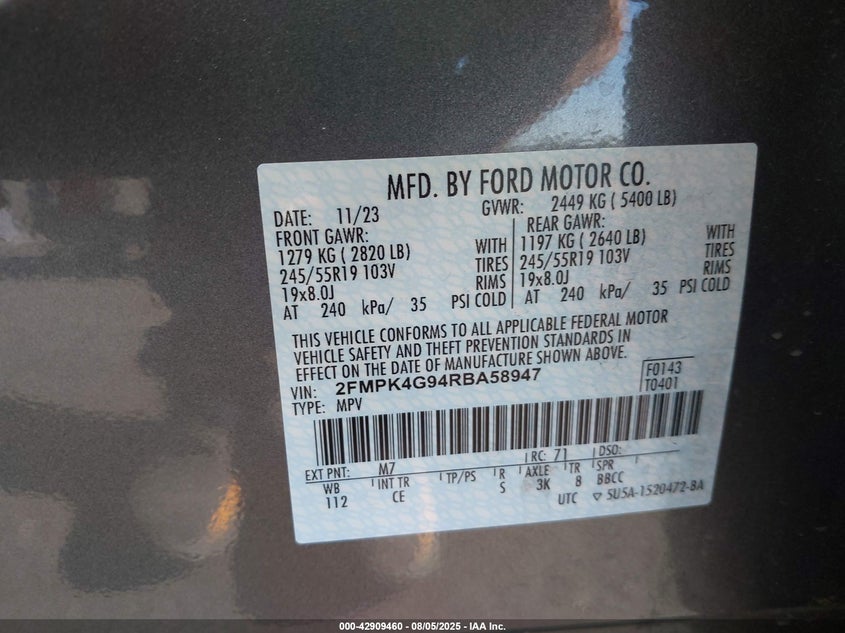 MFD. BY FORD MOTOR CO.
DATE: 11/23 GVWR: 2449 KG ( 5400 LB)
FRONT GAWR: REAR GAWR:
1279 KG ( 2820 LB) WITH 1197 KG ( 2640 LB) WITH
245/55R19 103V TIRES 245/55R19 103V TIRES
19x8.0J RIMS 19x8.0J RIMS
AT 240 kPa/ 35 PSI COLD AT 240 kPa/ 35 PSI COLD
THIS VEHICLE CONFORMS TO ALL APPLICABLE FEDERAL MOTOR
VEHICLE SAFETY AND THEFT PREVENTION STANDARDS IN
EFFECT ON THE DATE OF MANUFACTURE SHOWN ABOVE.
VIN: 2FMPK4G94RBA58947 F0143
TYPE: MPV T0401
EXT PNT: M7 RC: 71 DSO:
WB INT TR TP/PS R AXLE TR SPR
112 CE S 3K 8 BBCC
UTC ▽ 5U5A-1520472-BA
000-42909460 - 08/05/2025 - IAA Inc.